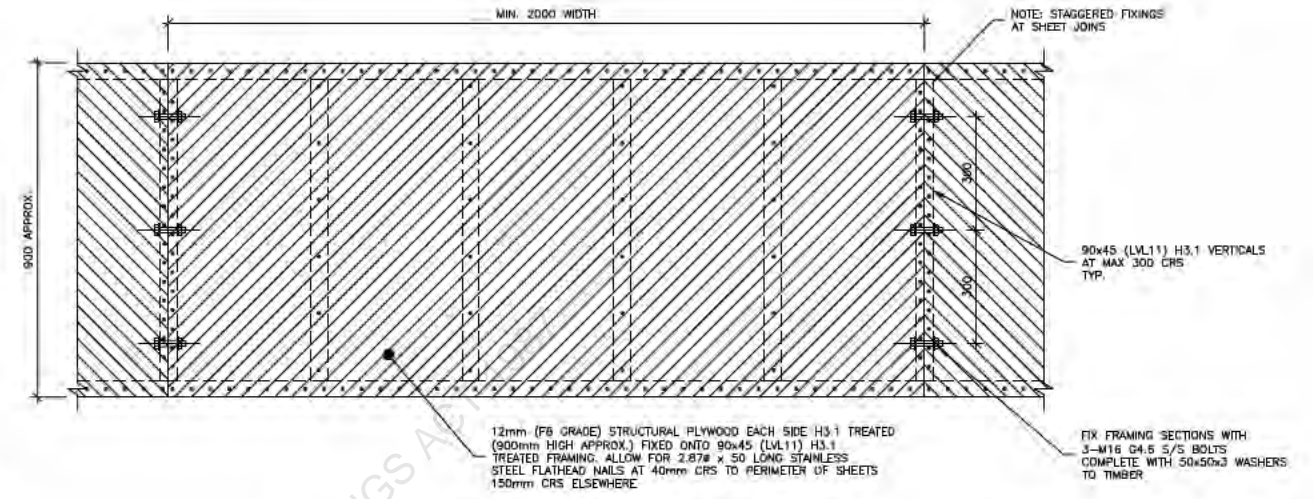 MIN. 2000 WIDTH
NOTE: STAGGERED FIXINGS
AT SHEET JOINS
900 APPROX.
300
300
90x45 (LVL11) H3.1 VERTICALS
AT MAX 300 CRS
TYP.
12mm (F8 GRADE) STRUCTURAL PLYWOOD EACH SIDE H3.1 TREATED
(900mm HIGH APPROX.) FIXED ONTO 90x45 (LVL11) H3.1
TREATED FRAMING. ALLOW FOR 2.87ø x 50 LONG STAINLESS
STEEL FLATHEAD NAILS AT 40mm CRS TO PERIMETER OF SHEETS
150mm CRS ELSEWHERE
FIX FRAMING SECTIONS WITH
3-M16 G4.6 S/S BOLTS
COMPLETE WITH 50x50x3 WASHERS
TO TIMBER